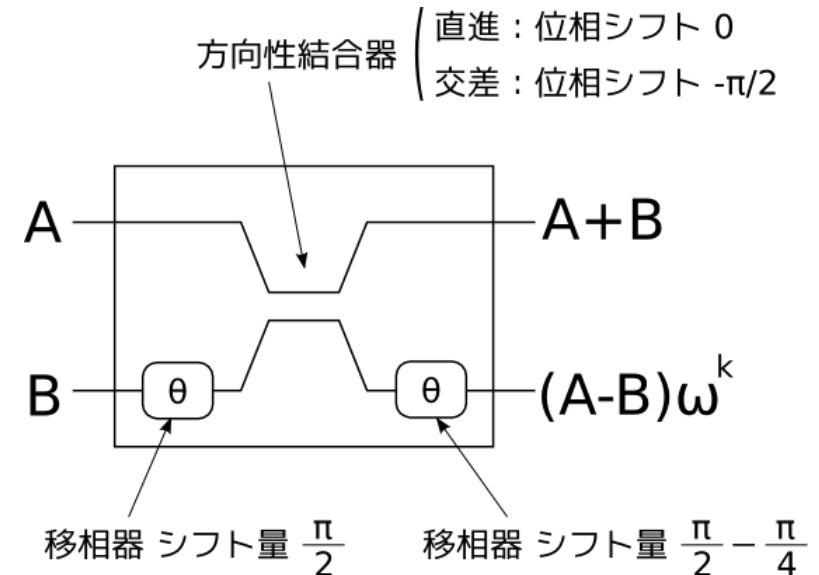 方向性結合器
直進：位相シフト 0
交差：位相シフト -π/2
A
A+B
B
θ
θ
(A-B)ω^k
移相器 シフト量 π/2
移相器 シフト量 π/2 − π/4